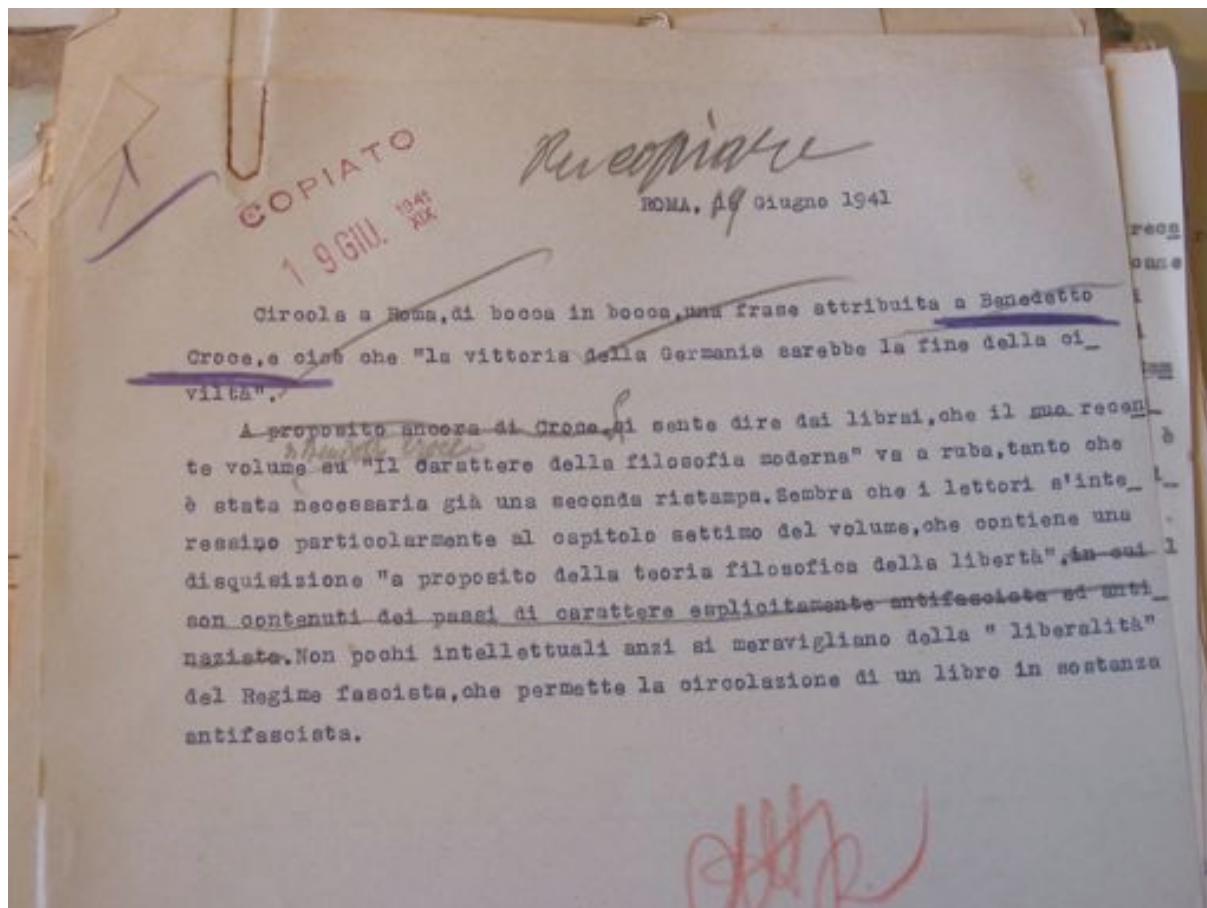 1
COPIATO
19 GIU. 1941
XIX
Ricopiare
ROMA, 19 Giugno 1941
Circola a Roma,di bocca in bocca,una frase attribuita a Benedetto
Croce,e cioè che "la vittoria della Germania sarebbe la fine della ci_
viltà".
A proposito ancora di Croce,si sente dire dai librai,che il suo recen_
di Benedetto Croce
te volume su "Il carattere della filosofia moderna" va a ruba,tanto che
è stata necessaria già una seconda ristampa.Sembra che i lettori s'inte_
ressino particolarmente al capitolo settimo del volume,che contiene una
disquisizione "a proposito della teoria filosofica della libertà",in cui
son contenuti dei passi di carattere esplicitamente antifascista ed anti_
nazista.Non pochi intellettuali anzi si meravigliano della " liberalità"
del Regime fascista,che permette la circolazione di un libro in sostanza
antifascista.